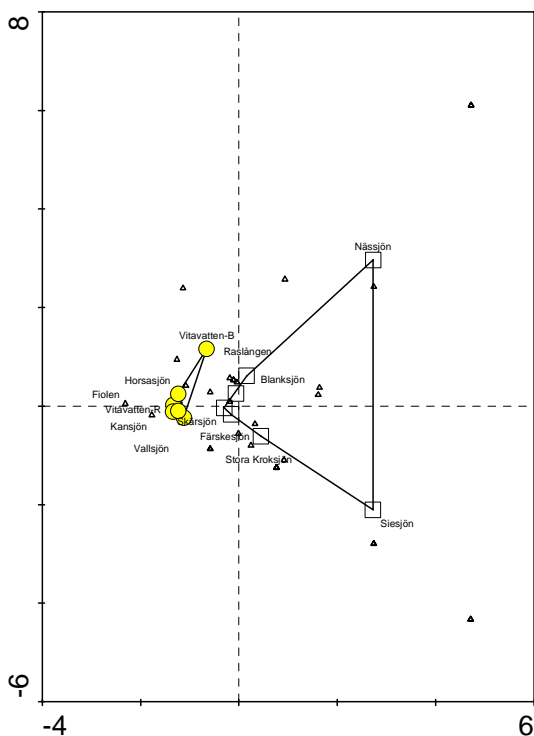 8
Nässjön
Vitavatten-B
Raslången
Horsasjön
Blanksjön
Fiolen
Vitavatten-R
Kansjön
Skärsjön
Färskesjön
Vallsjön
Stora Kroksjön
Siesjön
-6
-4
6